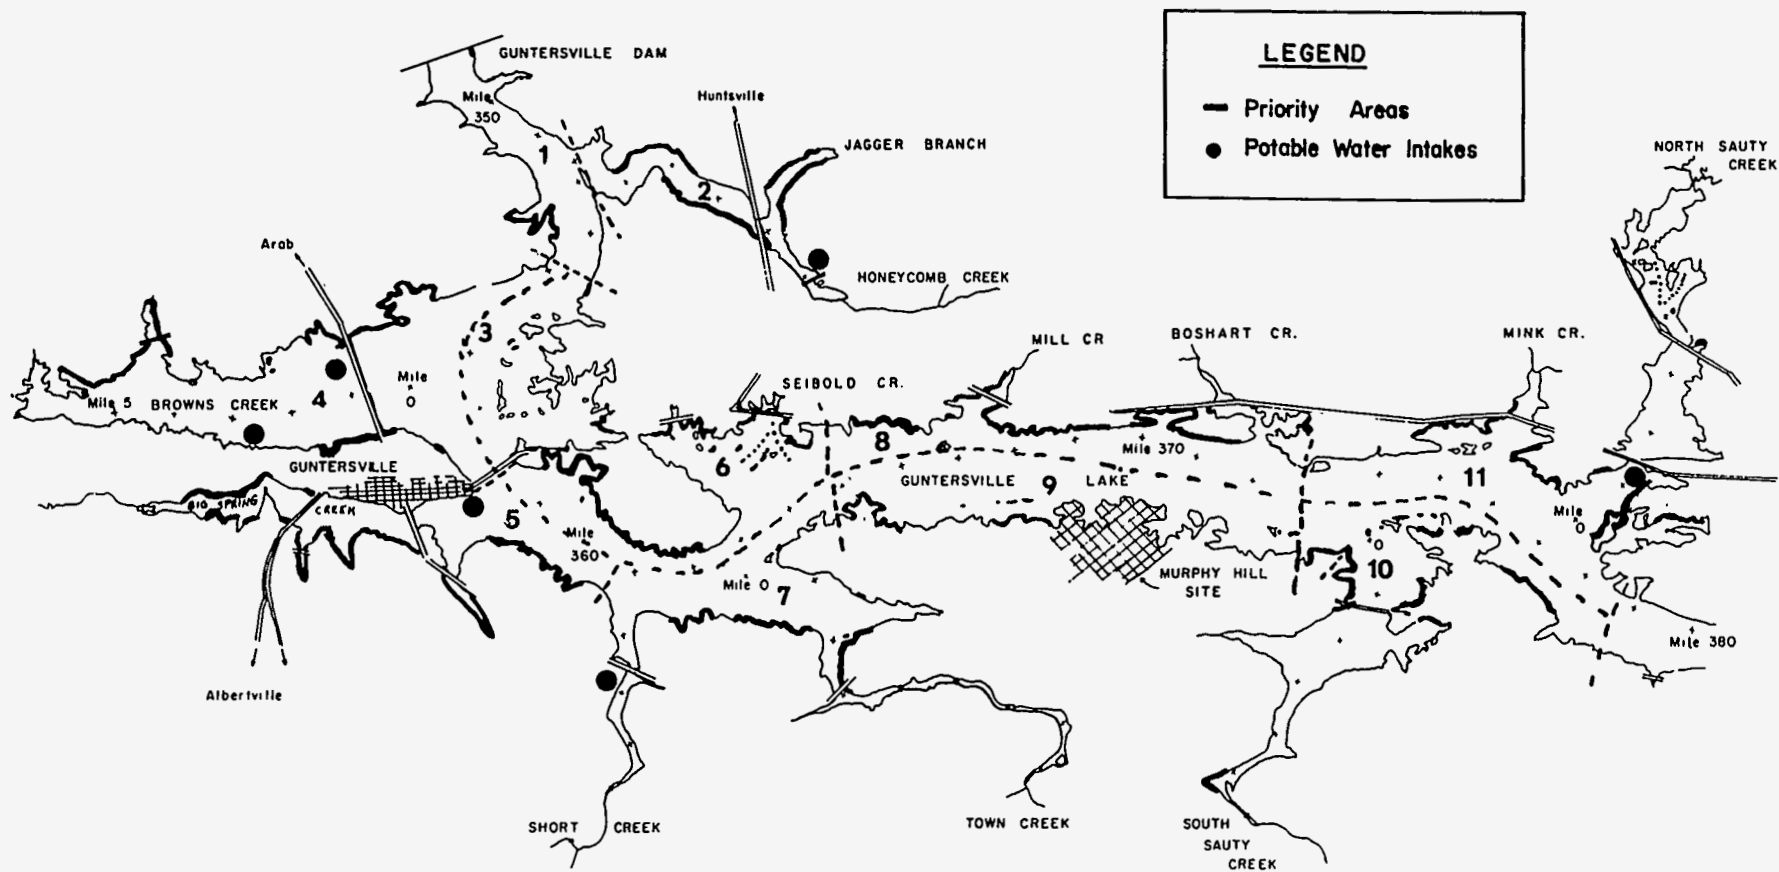 LEGEND
Priority Areas
Potable Water Intakes
GUNTERSVILLE DAM
Mile
350
Huntsville
1
JAGGER BRANCH
NORTH SAUTY
CREEK
2
Arab
HONEYCOMB CREEK
3
MILL CR
BOSHART CR.
MINK CR.
Mile
0
SEIBOLD CR.
Mile 5
BROWNS CREEK
4
8
Mile 370
6
GUNTERSVILLE
GUNTERSVILLE LAKE
9
11
BIG SPRING
CREEK
5
Mile
360
Mile
0
0
10
MURPHY HILL
SITE
Mile 0
7
Mile 380
Albertville
SHORT CREEK
TOWN CREEK
SOUTH
SAUTY
CREEK